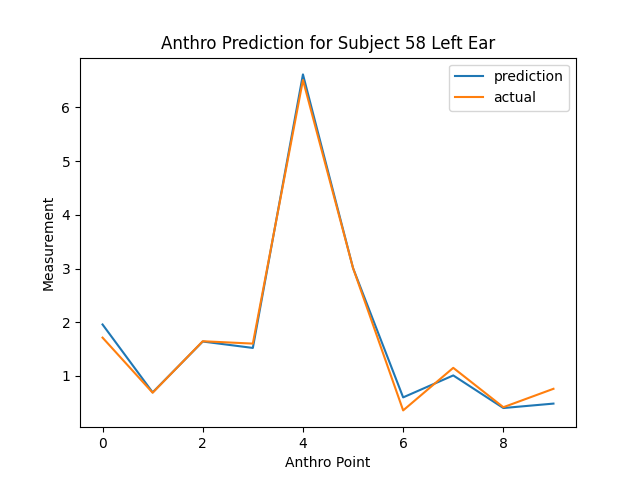 Anthro Prediction for Subject 58 Left Ear
prediction
actual
Measurement
6
5
4
3
2
1
0 2 4 6 8
Anthro Point